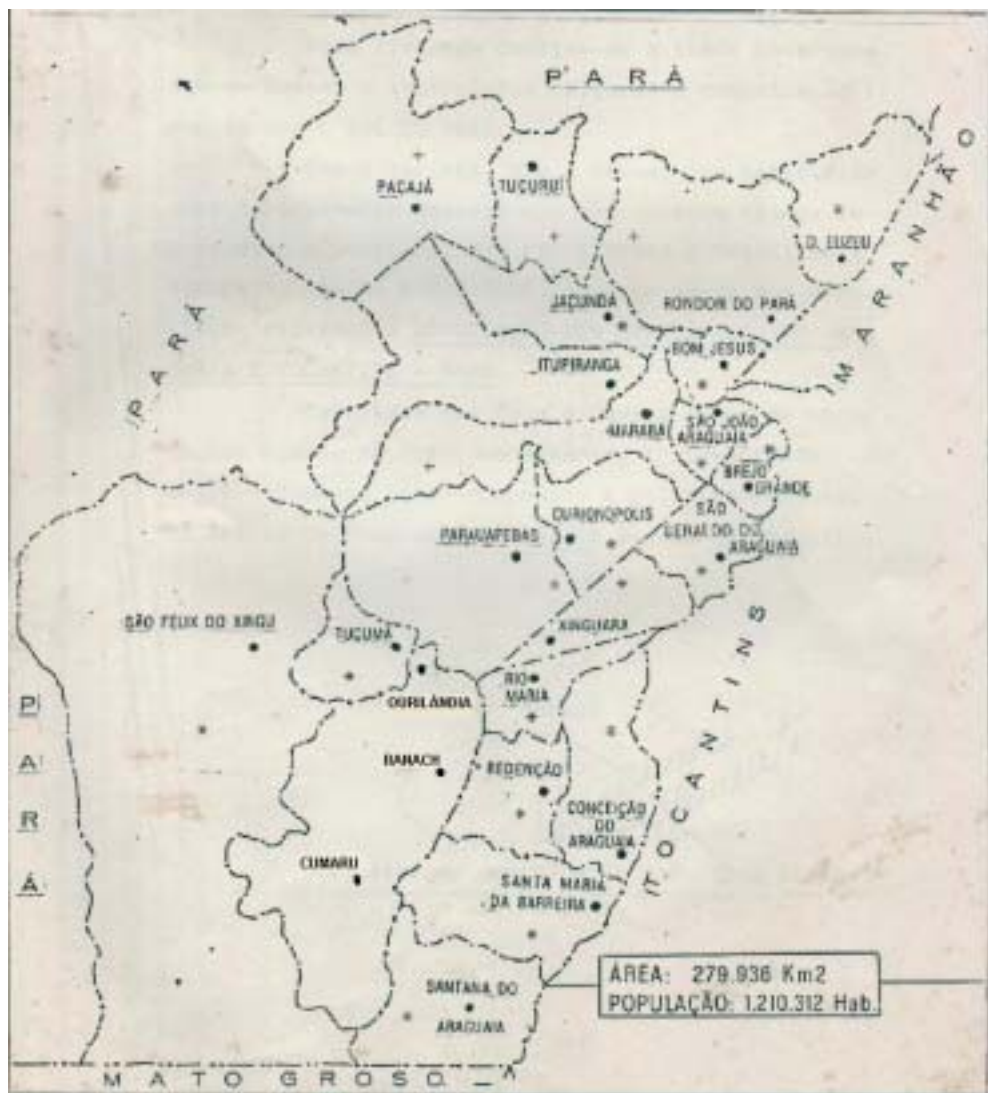 PARÁ
PACAJÁ
TUCURUÍ
D. ELIZEU
MARANHÃO
JACUNDÁ
RONDON DO PARÁ
BOM JESUS
ITUPIRANGA
PARÁ
MARABÁ
SÃO JOÃO
ARAGUAIA
BREJO
GRANDE
CURIONÓPOLIS
SÃO
GERALDO DO
ARAGUAIA
PARAUAPEBAS
SÃO FELIX DO XINGU
TUCUMÃ
XINGUARA
OURILÂNDIA
RIO
MARIA
TOCANTINS
PARÁ
BANACH
REDENÇÃO
CONCEIÇÃO
DO
ARAGUAIA
CUMARU
SANTA MARIA
DA BARREIRA
ÁREA: 279.936 Km2
POPULAÇÃO: 1.210.312 Hab.
SANTANA DO
ARAGUAIA
MATO GROSO